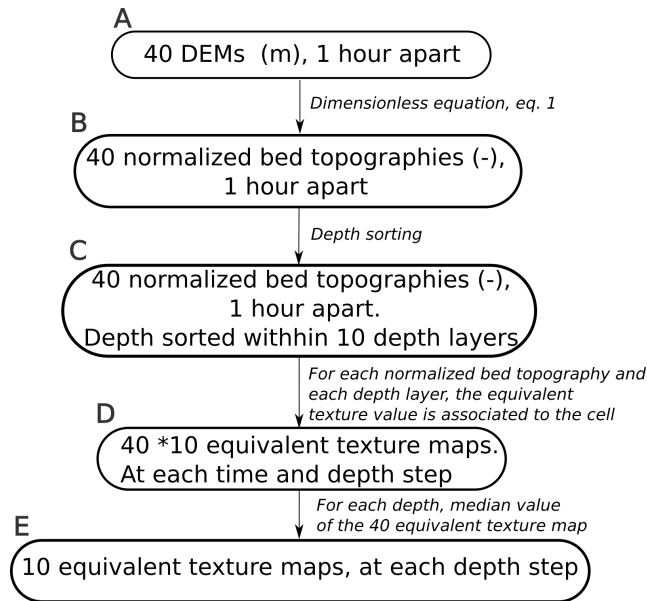 A
40 DEMs (m), 1 hour apart
Dimensionless equation, eq. 1
B
40 normalized bed topographies (-),
1 hour apart
Depth sorting
C
40 normalized bed topographies (-),
1 hour apart.
Depth sorted withhin 10 depth layers
For each normalized bed topography and
each depth layer, the equivalent
texture value is associated to the cell
D
40 *10 equivalent texture maps.
At each time and depth step
For each depth, median value
of the 40 equivalent texture map
E
10 equivalent texture maps, at each depth step